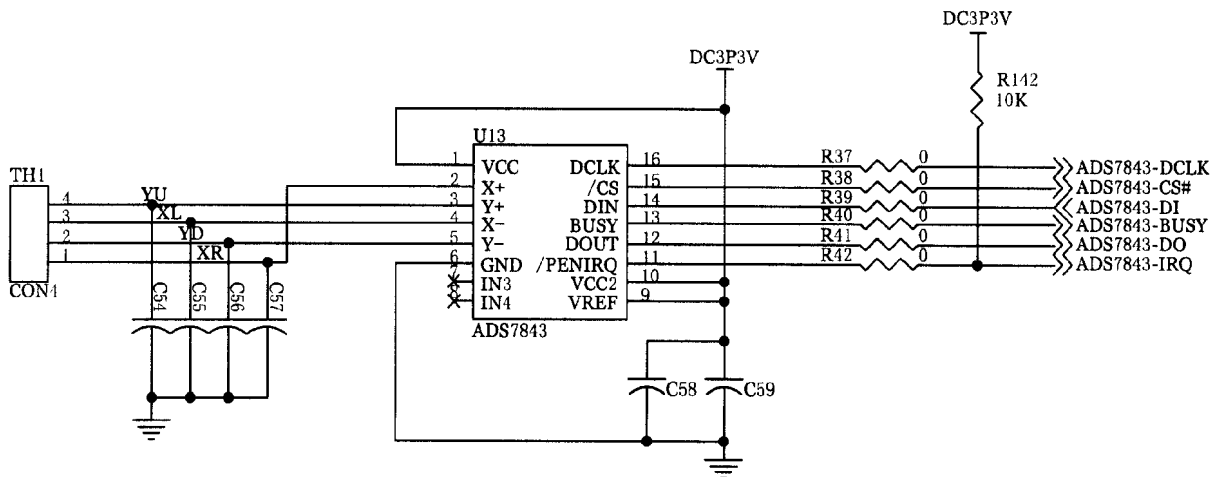 DC3P3V
DC3P3V
R142
10K
U13
1 VCC DCLK 16 R37 0 ADS7843-DCLK
2 X+ /CS 15 R38 0 ADS7843-CS#
TH1
4 YU 3 Y+ DIN 14 R39 0 ADS7843-DI
3 XL 4 X- BUSY 13 R40 0 ADS7843-BUSY
2 YD 5 Y- DOUT 12 R41 0 ADS7843-DO
1 XR 6 GND /PENIRQ 11 R42 0 ADS7843-IRQ
CON4
7 IN3 VCC2 10
8 IN4 VREF 9
ADS7843
C54 C55 C56 C57
C58 C59